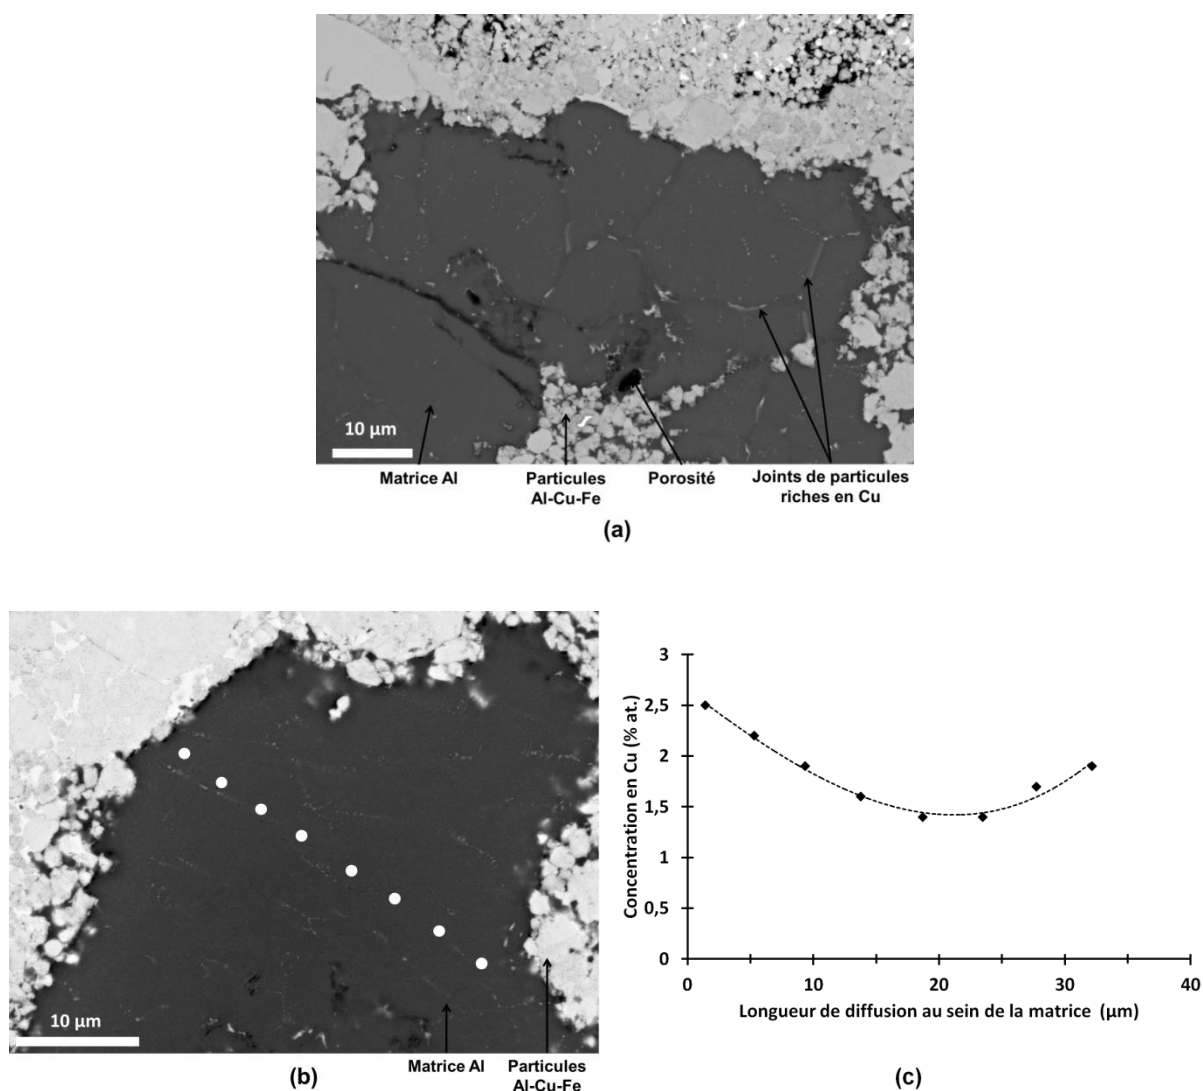 10 µm
Matrice Al
Particules
Al-Cu-Fe
Porosité
Joints de particules
riches en Cu
(a)
10 µm
Matrice Al
Particules
Al-Cu-Fe
(b)
3
2,5
2
1,5
1
0,5
0
0
10
20
30
40
Concentration en Cu (% at.)
Longueur de diffusion au sein de la matrice (µm)
(c)